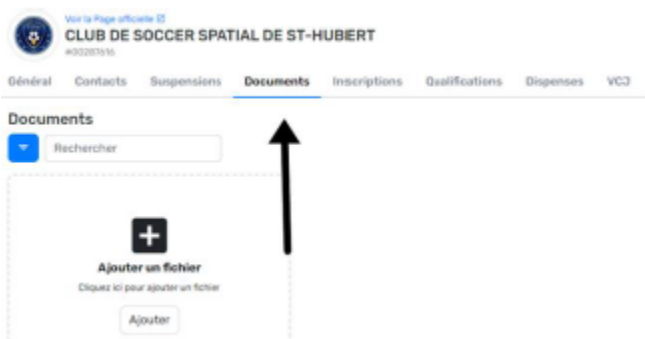 Voir la Page officielle
CLUB DE SOCCER SPATIAL DE ST-HUBERT
#00287616
Général Contacts Suspensions Documents Inscriptions Qualifications Dispenses VCJ
Documents
Rechercher
Ajouter un fichier
Cliquez ici pour ajouter un fichier
Ajouter